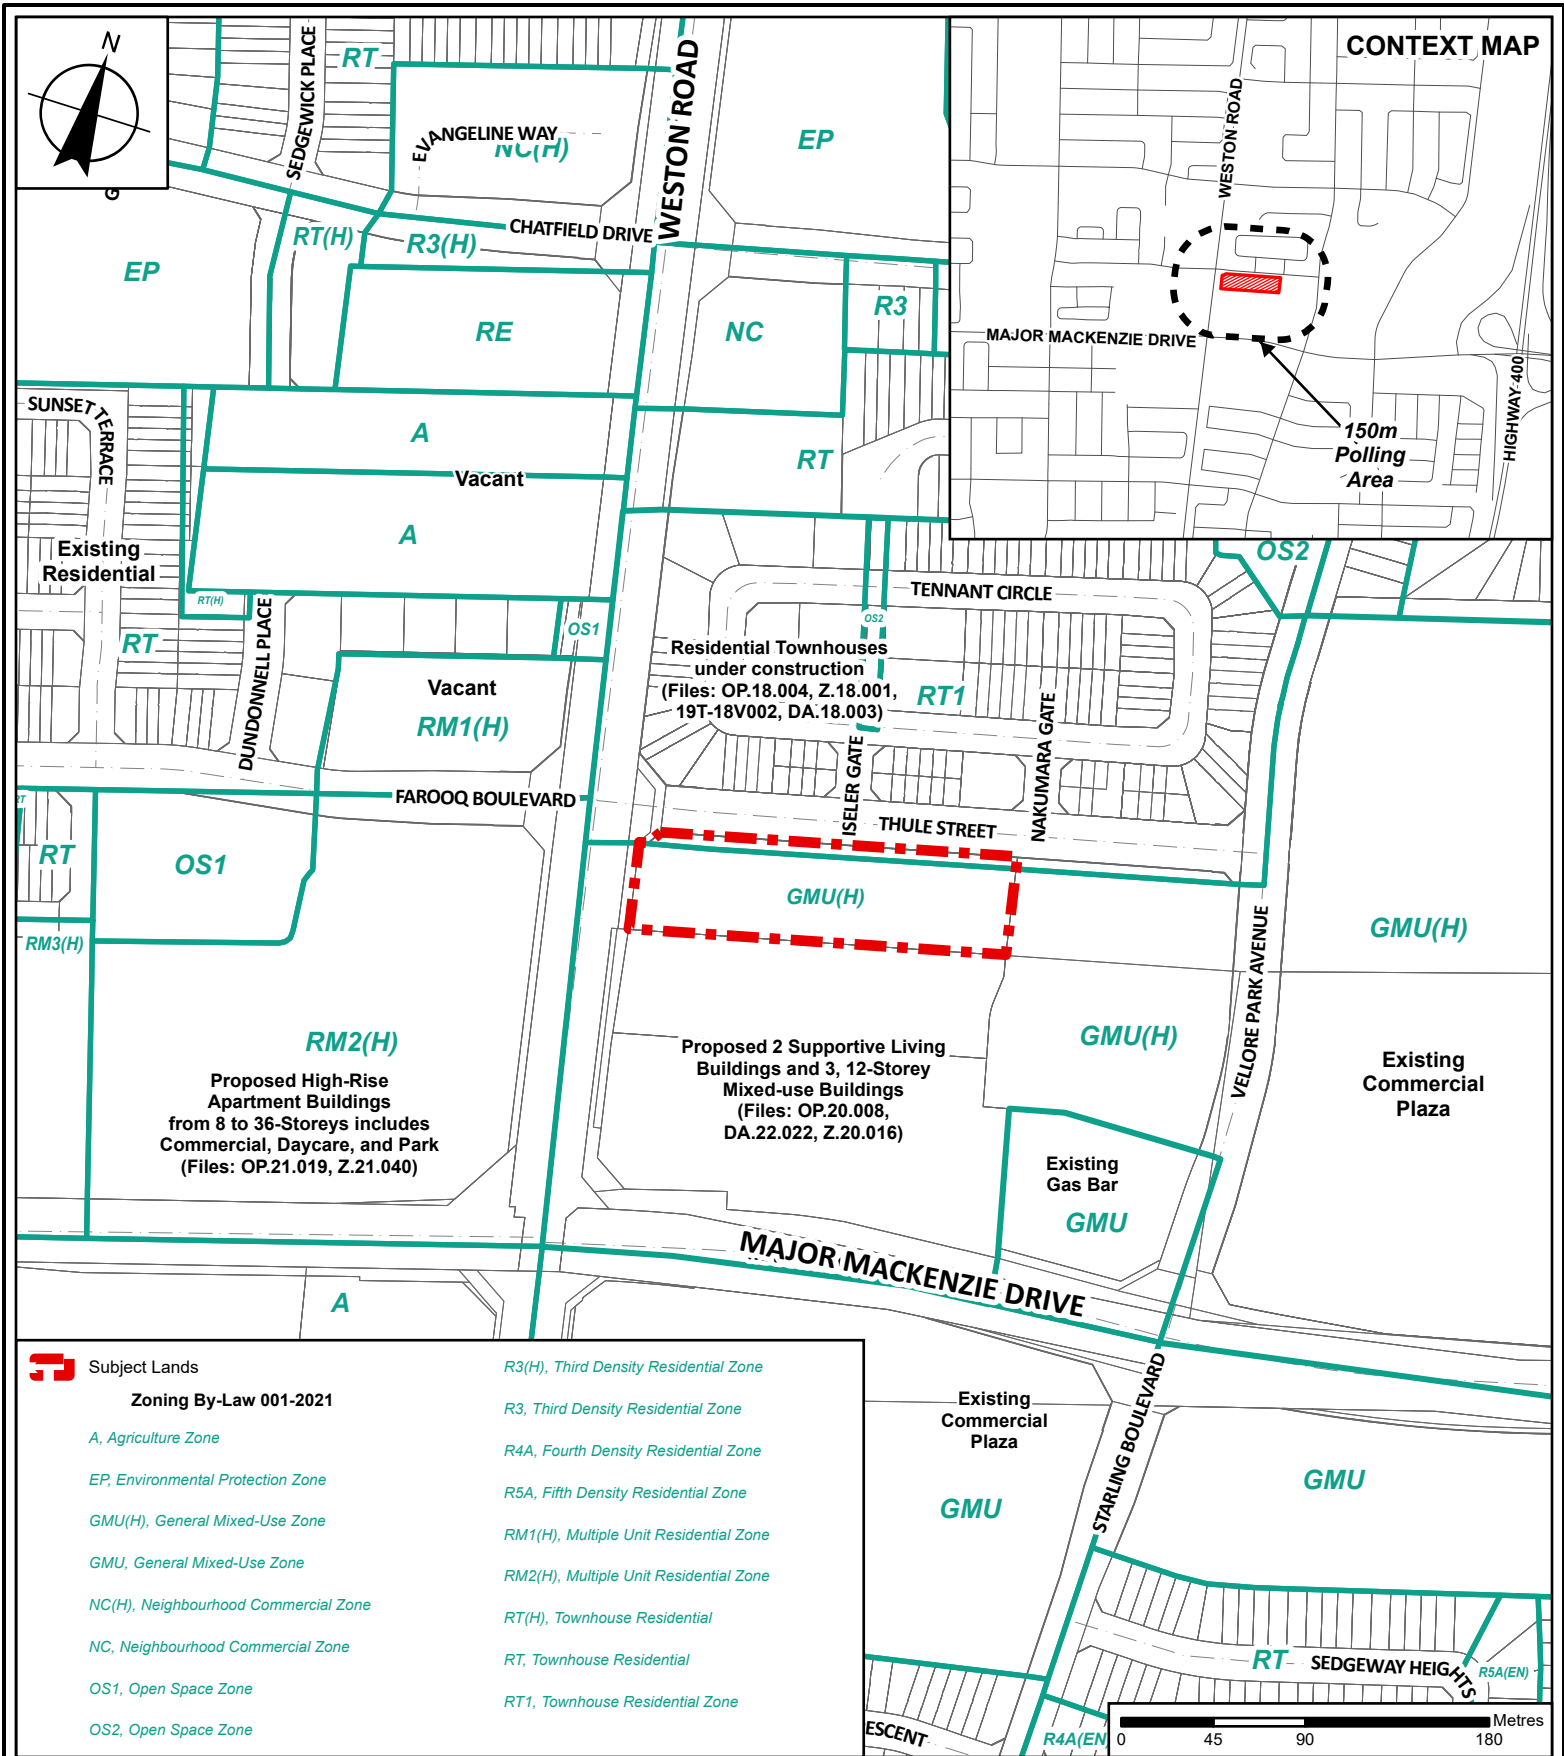 N
G
SEDGEWICK PLACE
RT
EVANGELINE WAY
NC(H)
WESTON ROAD
EP
CONTEXT MAP
WESTON ROAD
MAJOR MACKENZIE DRIVE
HIGHWAY 400
150m
Polling
Area
CHATFIELD DRIVE
RT(H)
R3(H)
EP
RE
NC
R3
SUNSET TERRACE
A
Vacant
A
RT
Existing
Residential
RT(H)
RT
DUNDONNELL PLACE
OS1
OS2
TENNANT CIRCLE
OS2
Residential Townhouses
under construction
(Files: OP.18.004, Z.18.001,
19T-18V002, DA.18.003)
RT1
Vacant
RM1(H)
ISELER GATE
NAKUMARA GATE
FAROOQ BOULEVARD
THULE STREET
RT
RT
OS1
GMU(H)
GMU(H)
RM3(H)
VELLORE PARK AVENUE
RM2(H)
Proposed High-Rise
Apartment Buildings
from 8 to 36-Storeys includes
Commercial, Daycare, and Park
(Files: OP.21.019, Z.21.040)
Proposed 2 Supportive Living
Buildings and 3, 12-Storey
Mixed-use Buildings
(Files: OP.20.008,
DA.22.022, Z.20.016)
GMU(H)
Existing
Commercial
Plaza
Existing
Gas Bar
GMU
MAJOR MACKENZIE DRIVE
A
Existing
Commercial
Plaza
GMU
STARLING BOULEVARD
GMU
RT
SEDGEWAY HEIGHTS
R5A(EN)
R4A(EN
ESCENT
Subject Lands
Zoning By-Law 001-2021
A, Agriculture Zone
EP, Environmental Protection Zone
GMU(H), General Mixed-Use Zone
GMU, General Mixed-Use Zone
NC(H), Neighbourhood Commercial Zone
NC, Neighbourhood Commercial Zone
OS1, Open Space Zone
OS2, Open Space Zone
R3(H), Third Density Residential Zone
R3, Third Density Residential Zone
R4A, Fourth Density Residential Zone
R5A, Fifth Density Residential Zone
RM1(H), Multiple Unit Residential Zone
RM2(H), Multiple Unit Residential Zone
RT(H), Townhouse Residential
RT, Townhouse Residential
RT1, Townhouse Residential Zone
Metres
0 45 90 180